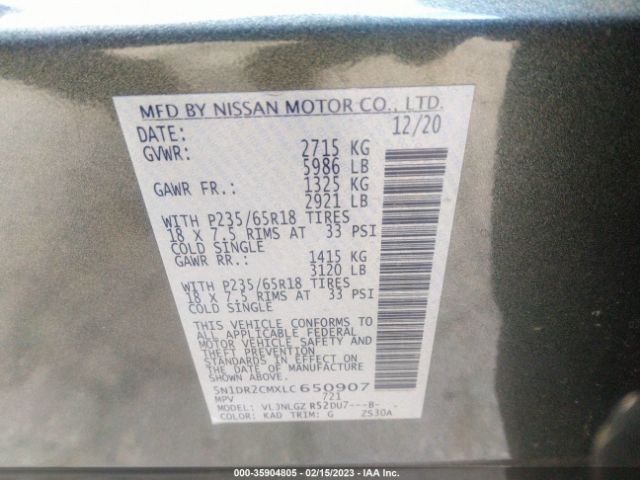 MFD BY NISSAN MOTOR CO., LTD.
DATE: 12/20
GVWR: 2715 KG
5986 LB
GAWR FR.: 1325 KG
2921 LB
WITH P235/65R18 TIRES
18 X 7.5 RIMS AT 33 PSI
COLD SINGLE
GAWR RR.: 1415 KG
3120 LB
WITH P235/65R18 TIRES
18 X 7.5 RIMS AT 33 PSI
COLD SINGLE
THIS VEHICLE CONFORMS TO
ALL APPLICABLE FEDERAL
MOTOR VEHICLE SAFETY AND
THEFT PREVENTION
STANDARDS IN EFFECT ON
THE DATE OF MANUFACTURE
SHOWN ABOVE.
5N1DR2CMXLC650907
MPV 721
MODEL: VLJNLGZ R52DU7---B-.-
COLOR: KAD TRIM: G ZS30A
000-35904805 - 02/15/2023 - IAA Inc.